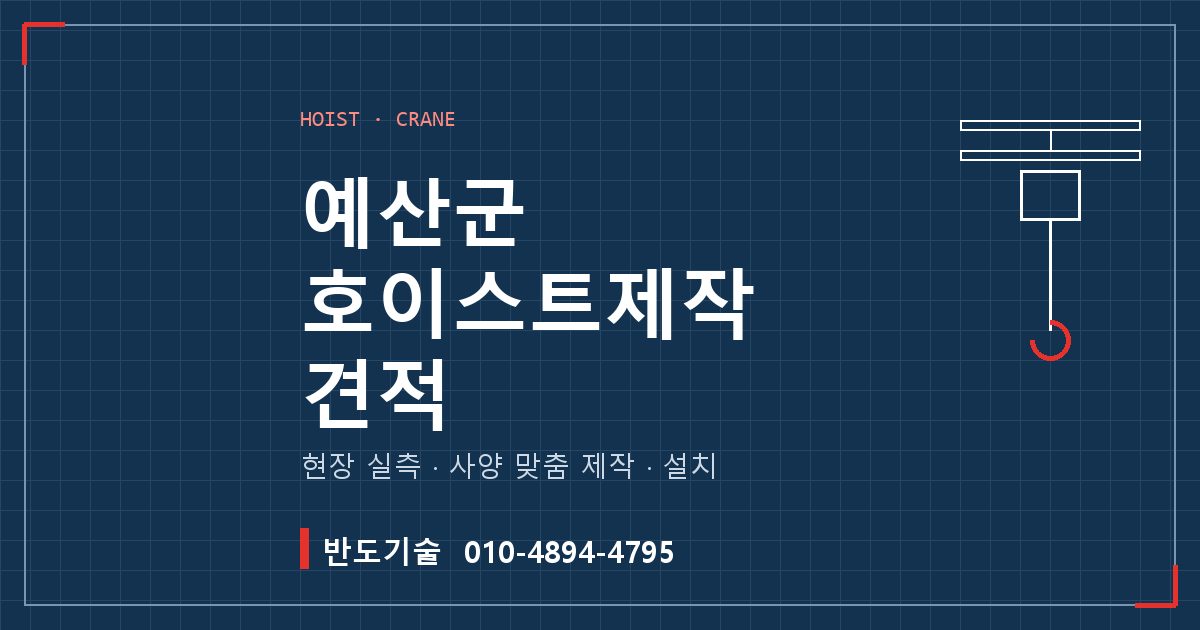 HOIST · CRANE
예산군
호이스트제작
견적
현장 실측 · 사양 맞춤 제작 · 설치
반도기술 010-4894-4795